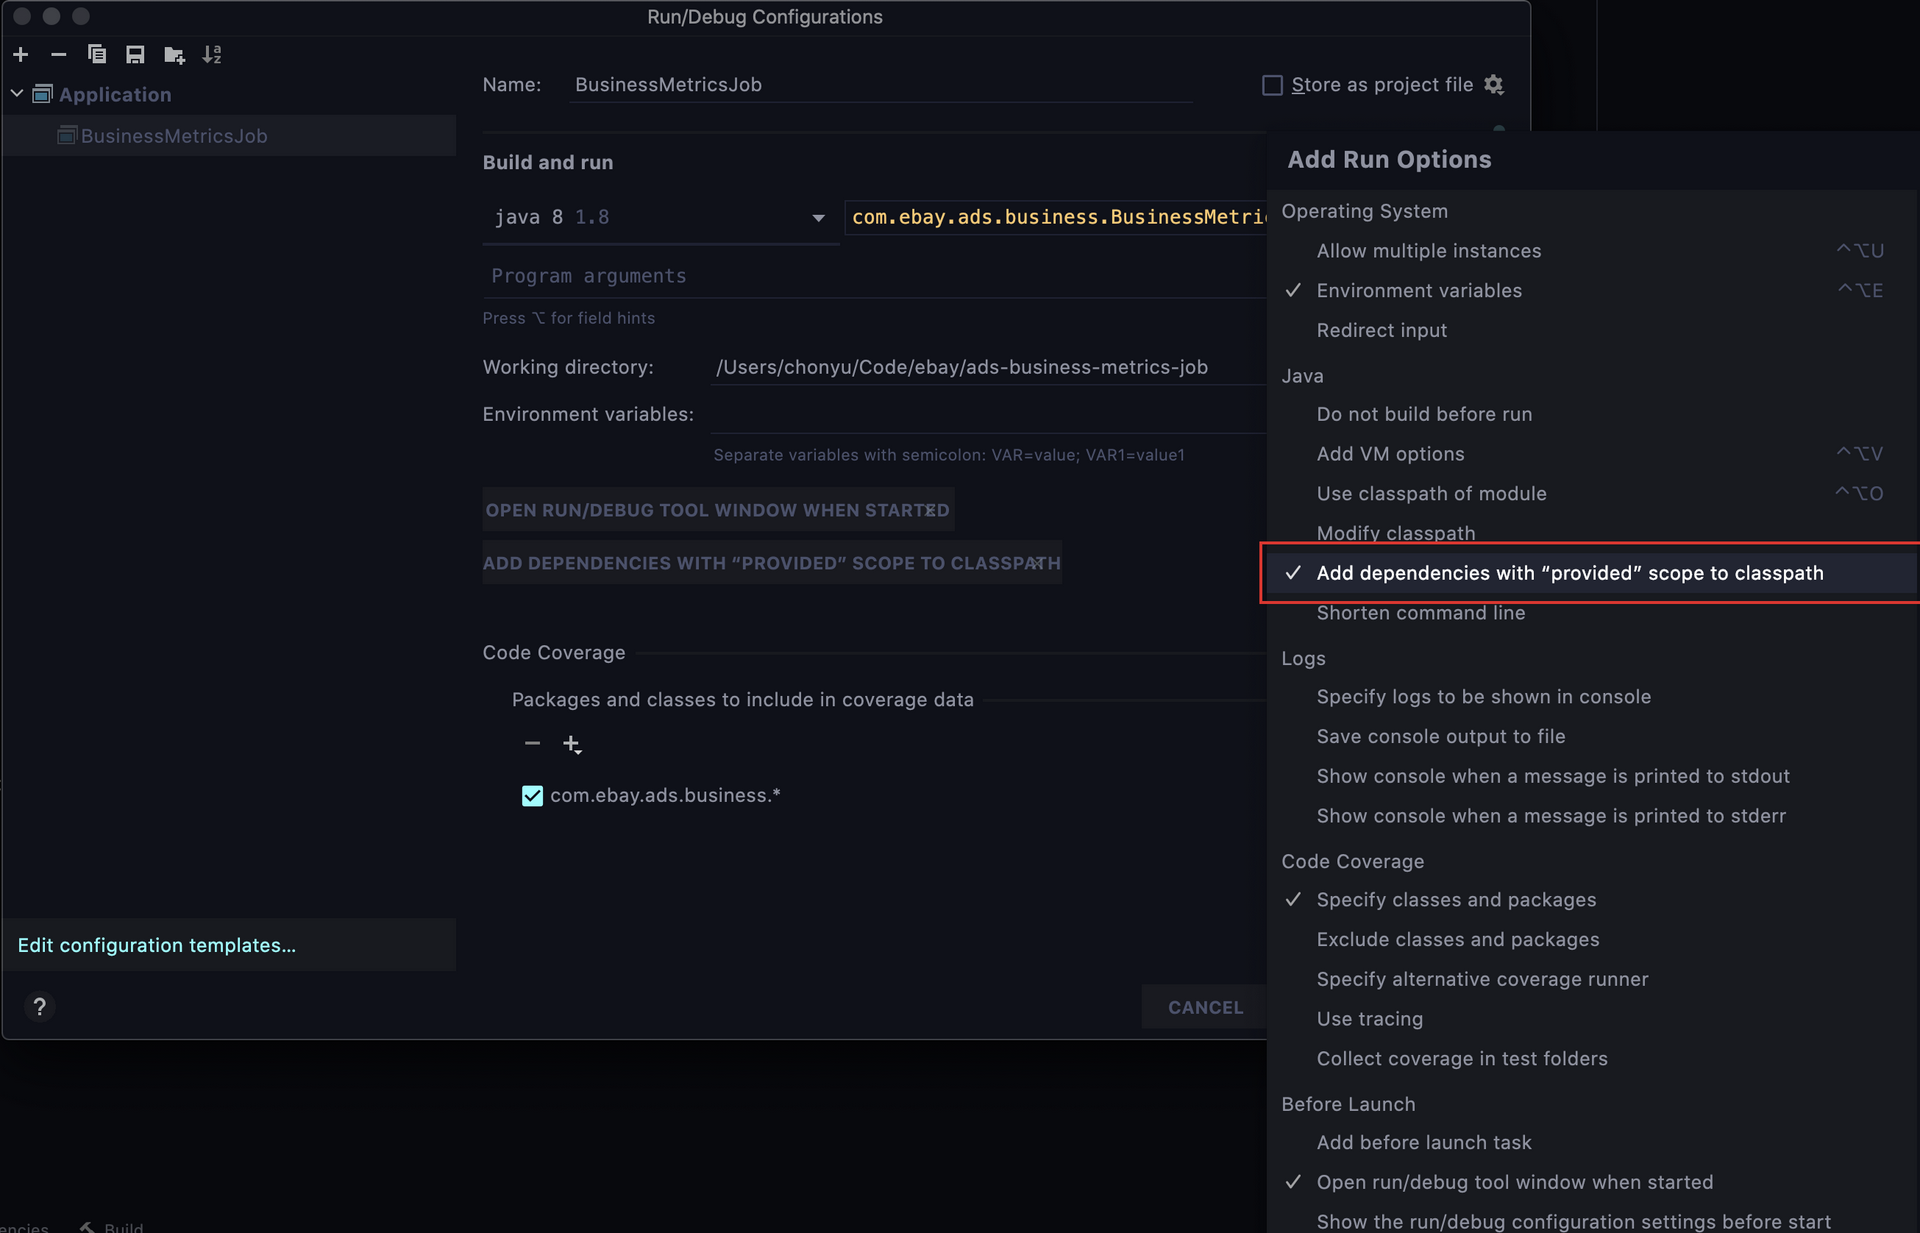 Run/Debug Configurations
Application
BusinessMetricsJob
Edit configuration templates...
?
Name: BusinessMetricsJob
Store as project file
Build and run
java 8 1.8
com.ebay.ads.business.BusinessMetric
Program arguments
Press ⌥ for field hints
Working directory: /Users/chonyu/Code/ebay/ads-business-metrics-job
Environment variables:
Separate variables with semicolon: VAR=value; VAR1=value1
OPEN RUN/DEBUG TOOL WINDOW WHEN STARTED
ADD DEPENDENCIES WITH “PROVIDED” SCOPE TO CLASSPATH
Code Coverage
Packages and classes to include in coverage data
com.ebay.ads.business.*
CANCEL
Add Run Options
Operating System
Allow multiple instances ⌃⌥U
Environment variables ⌃⌥E
Redirect input
Java
Do not build before run
Add VM options ⌃⌥V
Use classpath of module ⌃⌥O
Modify classpath
Add dependencies with “provided” scope to classpath
Shorten command line
Logs
Specify logs to be shown in console
Save console output to file
Show console when a message is printed to stdout
Show console when a message is printed to stderr
Code Coverage
Specify classes and packages
Exclude classes and packages
Specify alternative coverage runner
Use tracing
Collect coverage in test folders
Before Launch
Add before launch task
Open run/debug tool window when started
Show the run/debug configuration settings before start
encies
Build